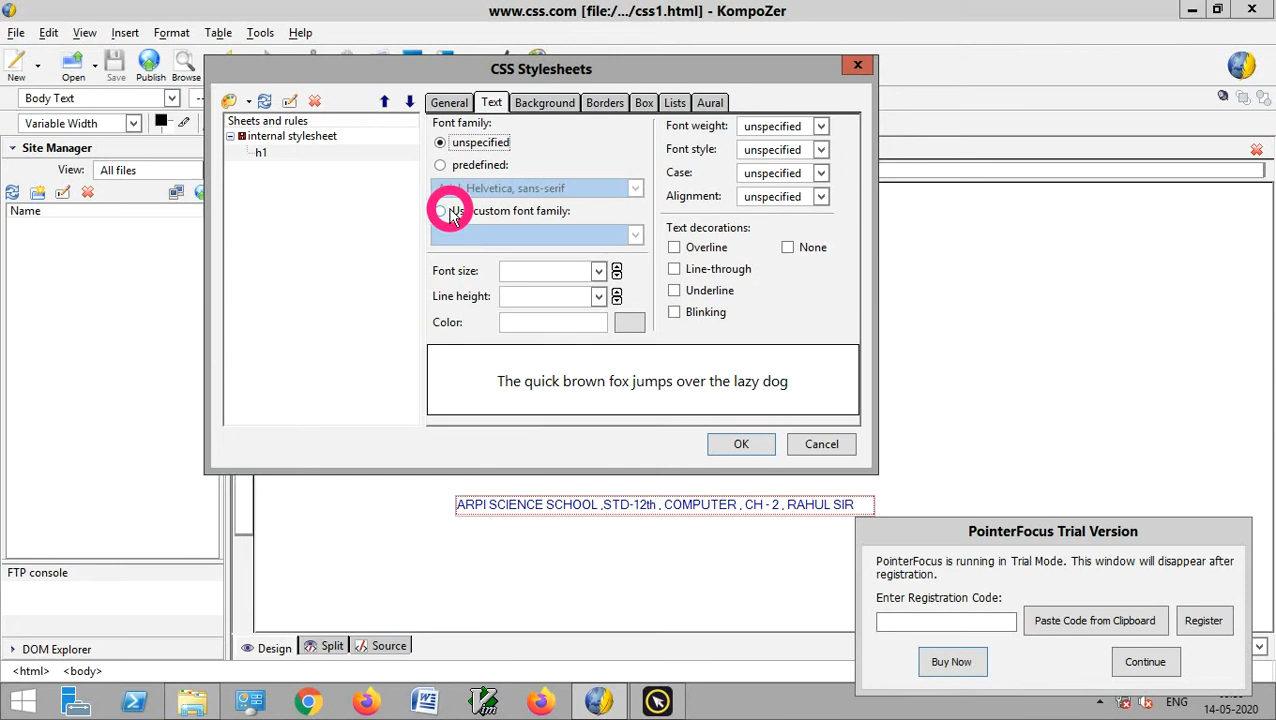 www.css.com [file:/.../css1.html] - KompoZer
File Edit View Insert Format Table Tools Help
New Open Save Publish Browse
Body Text
Variable Width
Site Manager
View: All files
Name
FTP console
DOM Explorer
CSS Stylesheets
General Text Background Borders Box Lists Aural
Sheets and rules
internal stylesheet
h1
Font family:
unspecified
predefined:
Helvetica, sans-serif
custom font family:
Font size:
Line height:
Color:
Font weight: unspecified
Font style: unspecified
Case: unspecified
Alignment: unspecified
Text decorations:
Overline None
Line-through
Underline
Blinking
The quick brown fox jumps over the lazy dog
OK Cancel
ARPI SCIENCE SCHOOL ,STD-12th , COMPUTER , CH - 2 , RAHUL SIR
PointerFocus Trial Version
PointerFocus is running in Trial Mode. This window will disappear after
registration.
Enter Registration Code:
Paste Code from Clipboard Register
Buy Now Continue
Design Split Source
<html> <body>
ENG
14-05-2020